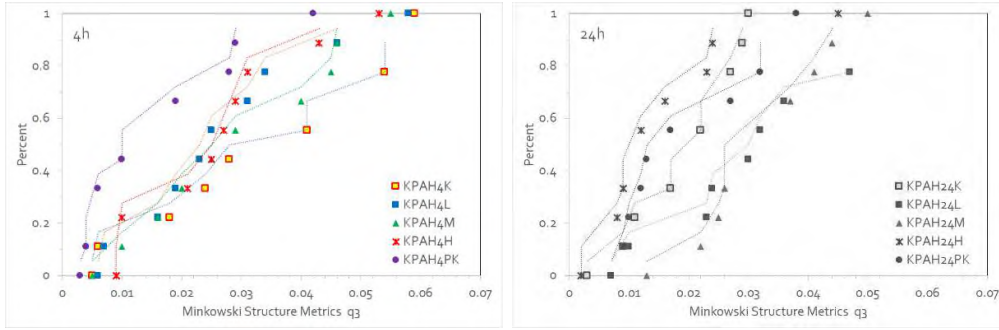 4h
1
0.8
0.6
0.4
0.2
0
Percent
0
0.01
0.02
0.03
0.04
0.05
0.06
0.07
Minkowski Structure Metrics q3
KPAH4K
KPAH4L
KPAH4M
KPAH4H
KPAH4PK
24h
1
0.8
0.6
0.4
0.2
0
Percent
0
0.01
0.02
0.03
0.04
0.05
0.06
0.07
Minkowski Structure Metrics q3
KPAH24K
KPAH24L
KPAH24M
KPAH24H
KPAH24PK